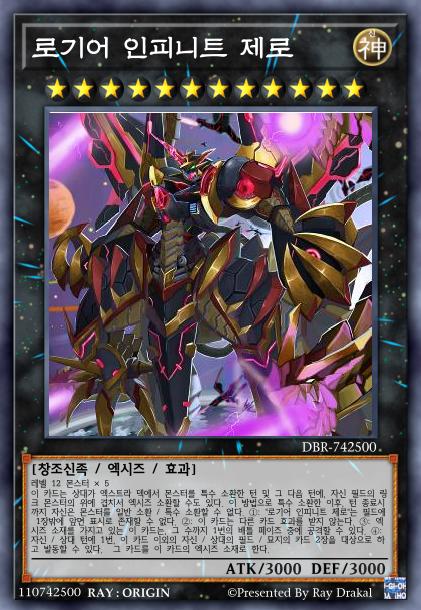 로기어 인피니트 제로
신
神
DBR-742500
[창조신족 / 엑시즈 / 효과]
레벨 12 몬스터 × 5
이 카드는 상대가 엑스트라 덱에서 몬스터를 특수 소환한 턴 및 그 다음 턴에, 자신 필드의 링
크 몬스터의 위에 겹쳐서 엑시즈 소환할 수도 있다. 이 방법으로 특수 소환한 이후, 턴 종료시
까지 자신은 몬스터를 일반 소환 / 특수 소환할 수 없다. ①: "로기어 인피니트 제로"는 필드에
1장밖에 앞면 표시로 존재할 수 없다. ②: 이 카드는 다른 카드 효과를 받지 않는다. ③: 엑
시즈 소재를 가지고 있는 이 카드는, 그 수까지 1번의 배틀 페이즈 중에 공격할 수 있다. ④:
자신 / 상대 턴에 1번, 이 카드 이외의 자신 / 상대의 필드 / 묘지의 카드 2장을 대상으로 하
고 발동할 수 있다. 그 카드를 이 카드의 엑시즈 소재로 한다.
ATK/3000 DEF/3000
110742500 RAY : ORIGIN
©Presented By Ray Drakal